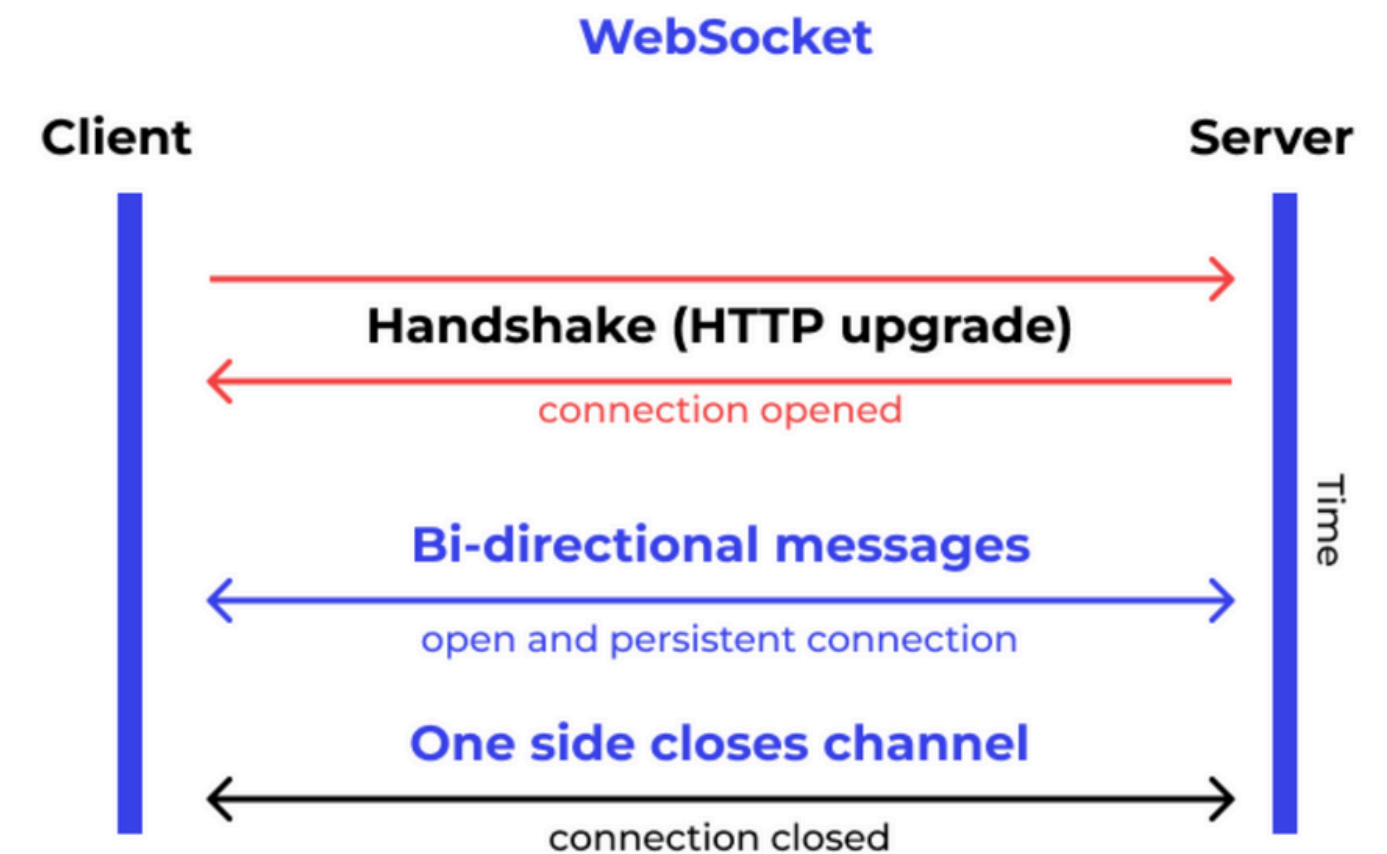 WebSocket
Client
Server
Handshake (HTTP upgrade)
connection opened
Time
Bi-directional messages
open and persistent connection
One side closes channel
connection closed